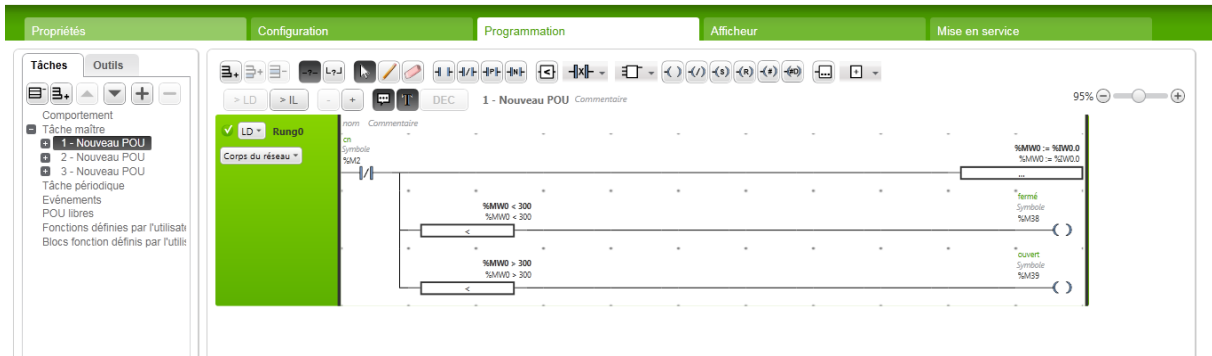 Propriétés
Configuration
Programmation
Afficheur
Mise en service
Tâches
Outils
Comportement
Tâche maître
1 - Nouveau POU
2 - Nouveau POU
3 - Nouveau POU
Tâche périodique
Evénements
POU libres
Fonctions définies par l'utilisate
Blocs fonction définis par l'utilis
> LD
> IL
-
+
T
DEC
1 - Nouveau POU Commentaire
95%
LD Rung0
Corps du réseau
nom Commentaire
cn
Symbole
%M2
%MW0 := %IW0.0
%MW0 := %IW0.0
...
%MW0 < 300
%MW0 < 300
<
fermé
Symbole
%M38
%MW0 > 300
%MW0 > 300
<
ouvert
Symbole
%M39